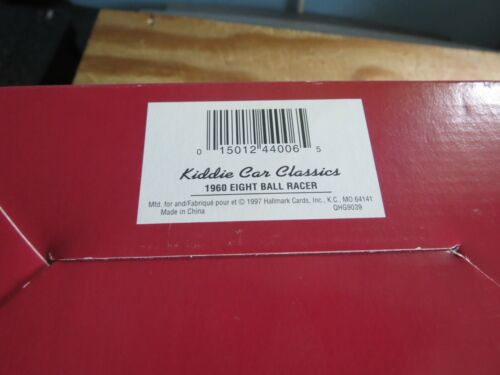 0 15012 44006 5
Kiddie Car Classics
1960 EIGHT BALL RACER
Mfd. for and/Fabriqué pour et © 1997 Hallmark Cards, Inc., K.C., MO 64141
Made in China QHG9039